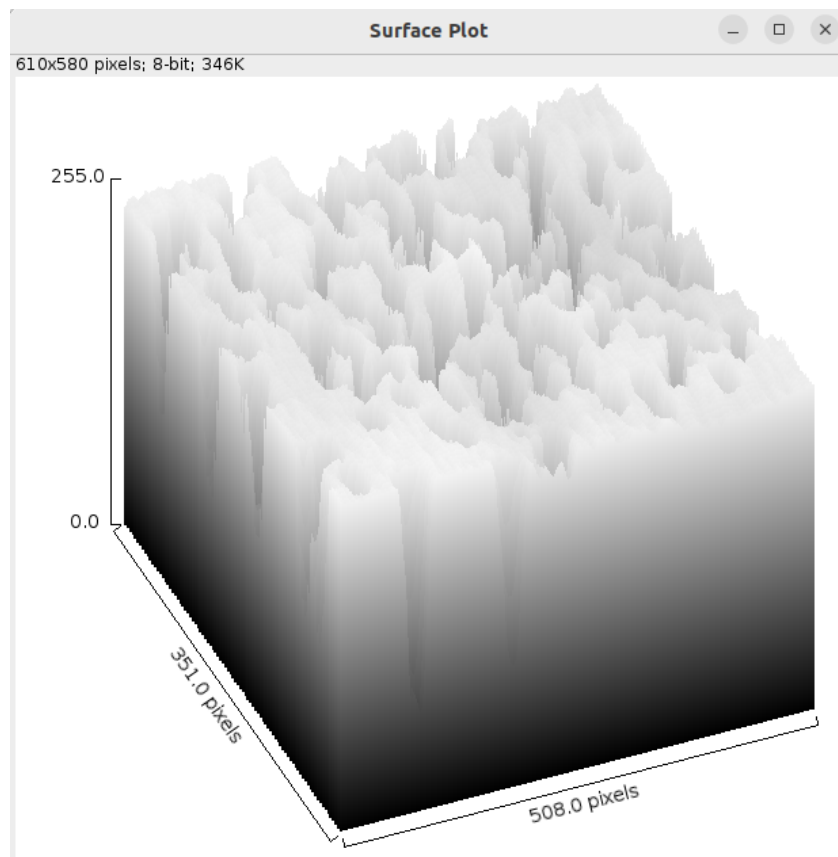 Surface Plot
610x580 pixels; 8-bit; 346K
255.0
0.0
351.0 pixels
508.0 pixels